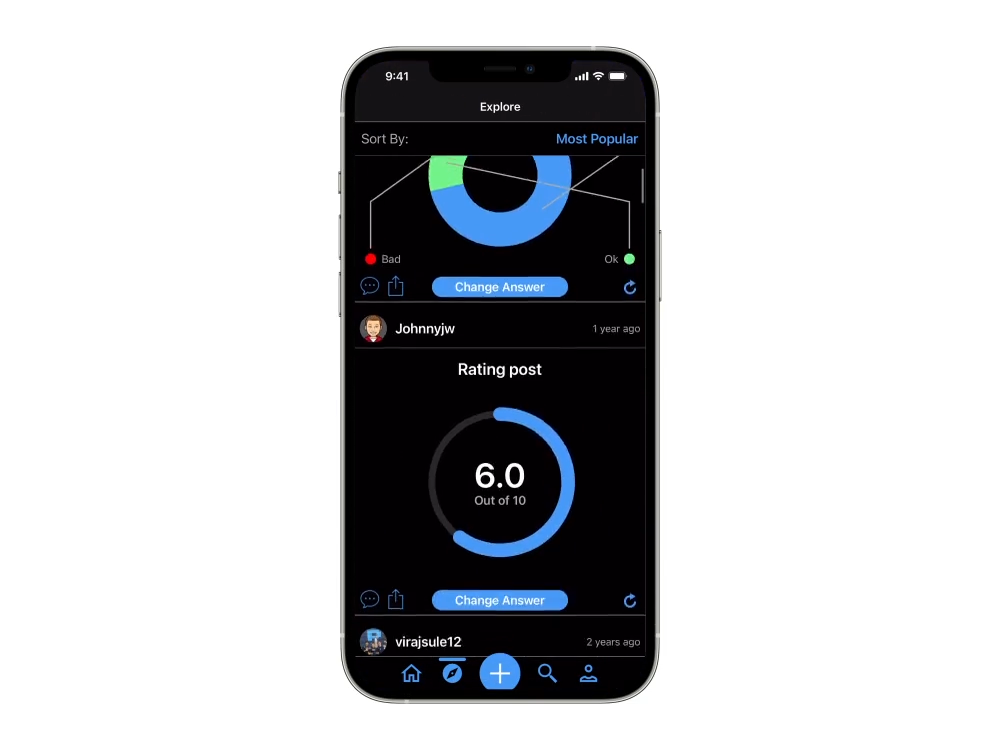 9:41
Explore
Sort By: Most Popular
Bad Ok
Change Answer
Johnnyjw 1 year ago
Rating post
6.0
Out of 10
Change Answer
virajsule12 2 years ago